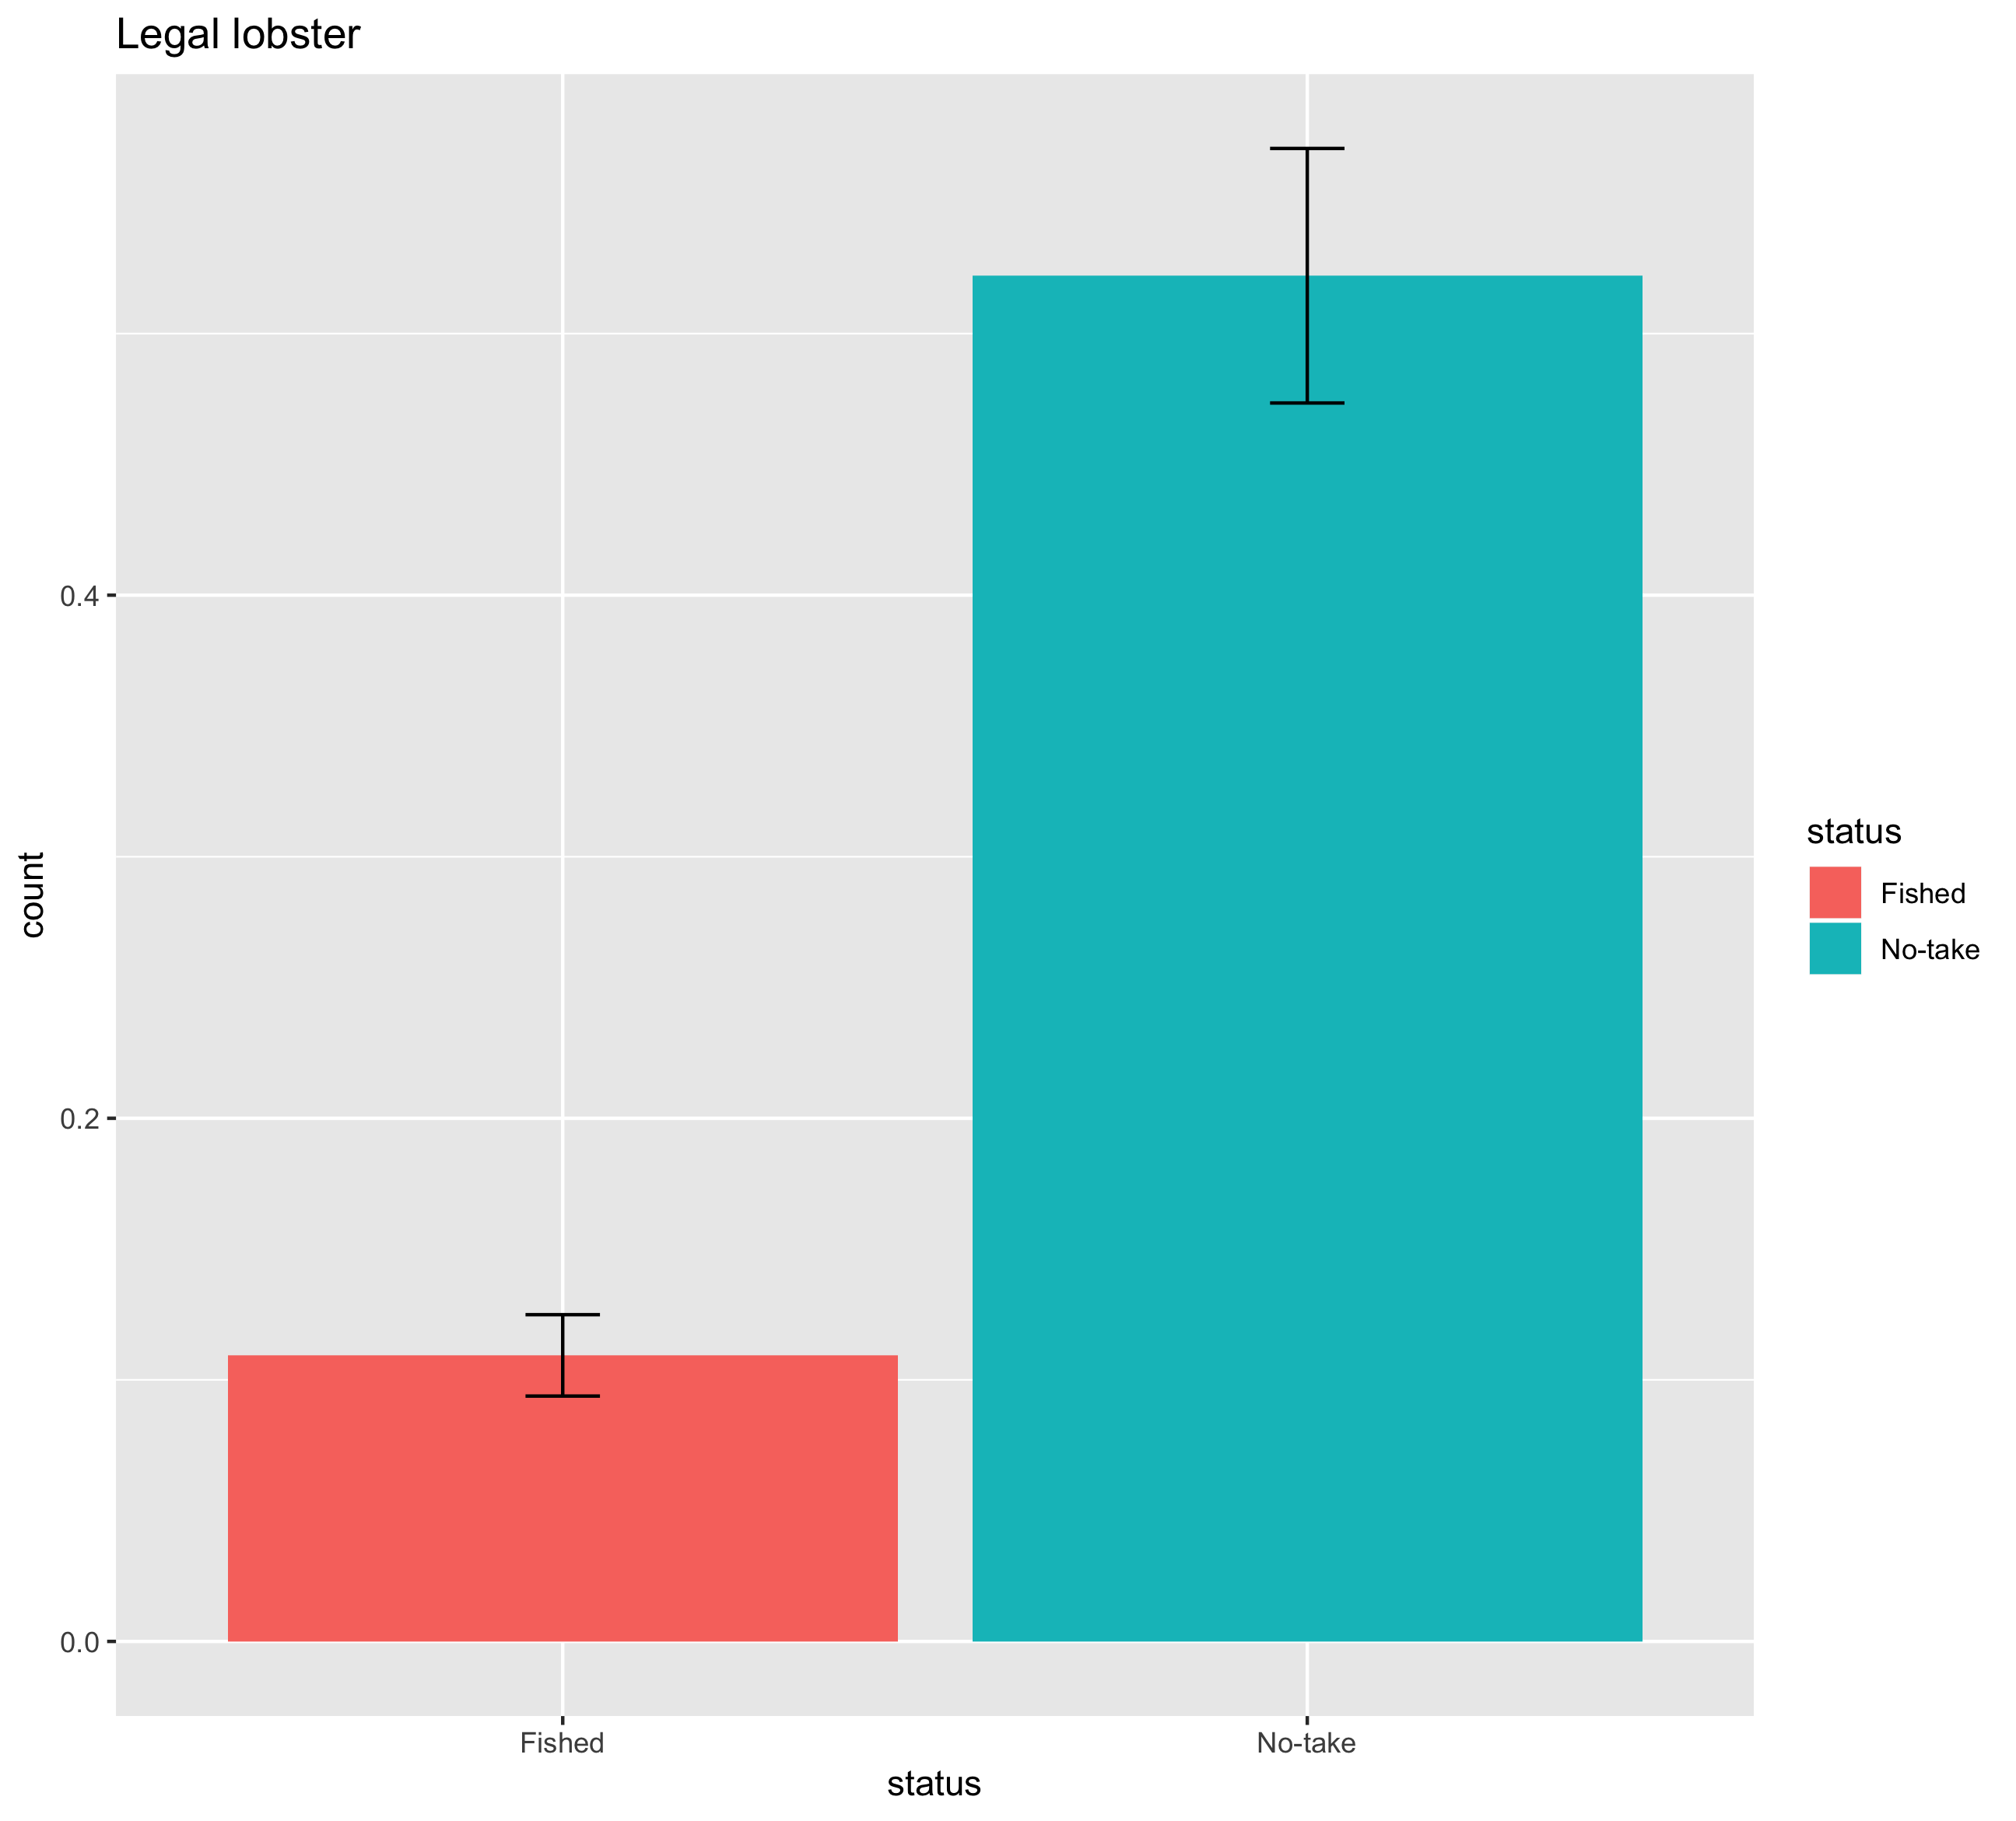 Legal lobster
count
0.4
0.2
0.0
Fished
No-take
status
status
Fished
No-take